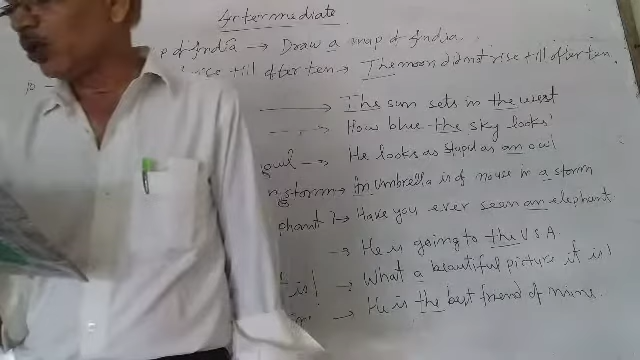 Intermediate
p of India → Draw a map of India.
rise till after ten → The moon did not rise till after ten.
→ The sun sets in the west
How blue the sky looks!
owl → He looks as stupid as an owl
storm → An umbrella is of no use in a storm
phant? → Have you ever seen an elephant
→ He is going to the U S A.
t is! → What a beautiful picture it is!
→ He is the best friend of mine.